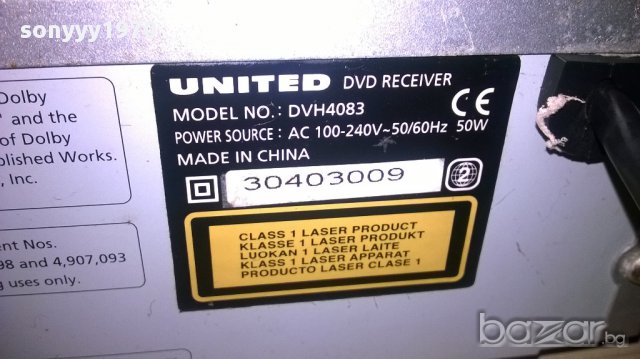 sonyyy197
Dolby
" and the
of Dolby
blished Works.
, Inc.
ent Nos.
98 and 4,907,093
g uses only.
UNITED DVD RECEIVER
MODEL NO.: DVH4083
POWER SOURCE : AC 100-240V~50/60Hz 50W
CE
MADE IN CHINA
30403009
2
CLASS 1 LASER PRODUCT
KLASSE 1 LASER PRODUKT
LUOKAN 1 LASER LAITE
KLASS 1 LASER APPARAT
PRODUCTO LASER CLASE 1
bazar.bg